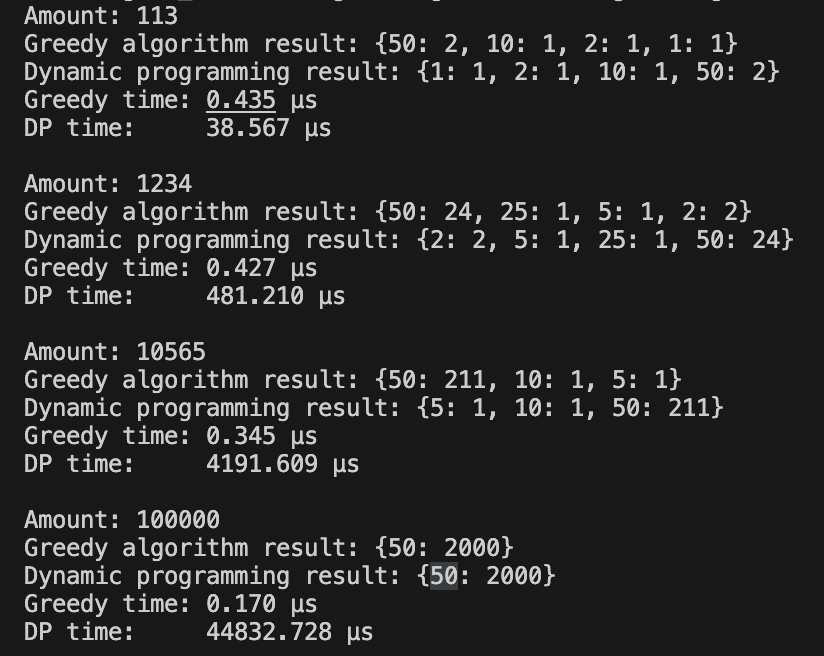 Amount: 113
Greedy algorithm result: {50: 2, 10: 1, 2: 1, 1: 1}
Dynamic programming result: {1: 1, 2: 1, 10: 1, 50: 2}
Greedy time: 0.435 µs
DP time:     38.567 µs

Amount: 1234
Greedy algorithm result: {50: 24, 25: 1, 5: 1, 2: 2}
Dynamic programming result: {2: 2, 5: 1, 25: 1, 50: 24}
Greedy time: 0.427 µs
DP time:     481.210 µs

Amount: 10565
Greedy algorithm result: {50: 211, 10: 1, 5: 1}
Dynamic programming result: {5: 1, 10: 1, 50: 211}
Greedy time: 0.345 µs
DP time:     4191.609 µs

Amount: 100000
Greedy algorithm result: {50: 2000}
Dynamic programming result: {50: 2000}
Greedy time: 0.170 µs
DP time:     44832.728 µs